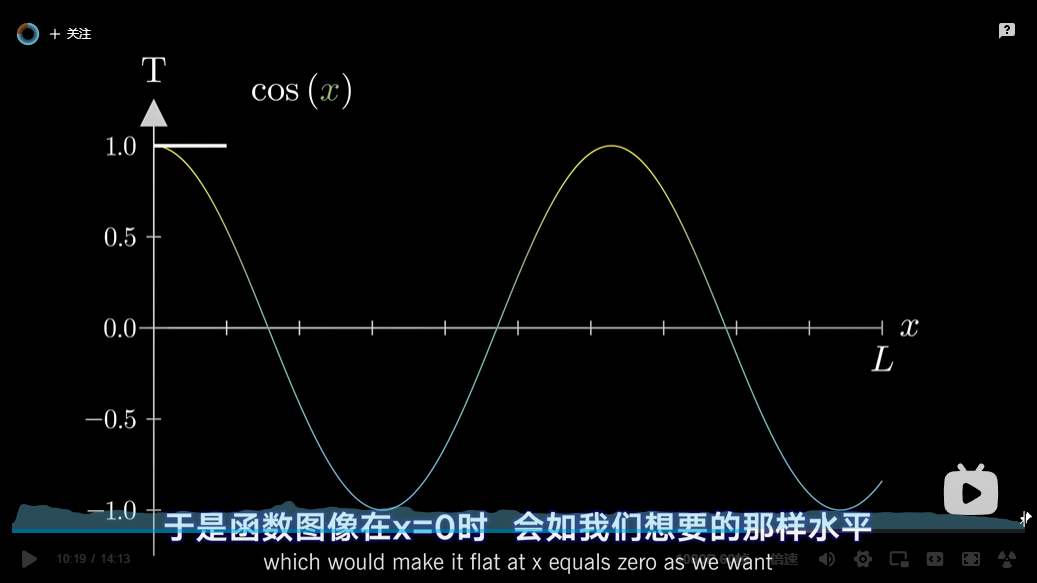 + 关注
?
T
cos (x)
1.0
0.5
0.0
x
L
−0.5
−1.0
于是函数图像在x=0时 会如我们想要的那样水平
10:19 / 14:13
倍速
which would make it flat at x equals zero as we want